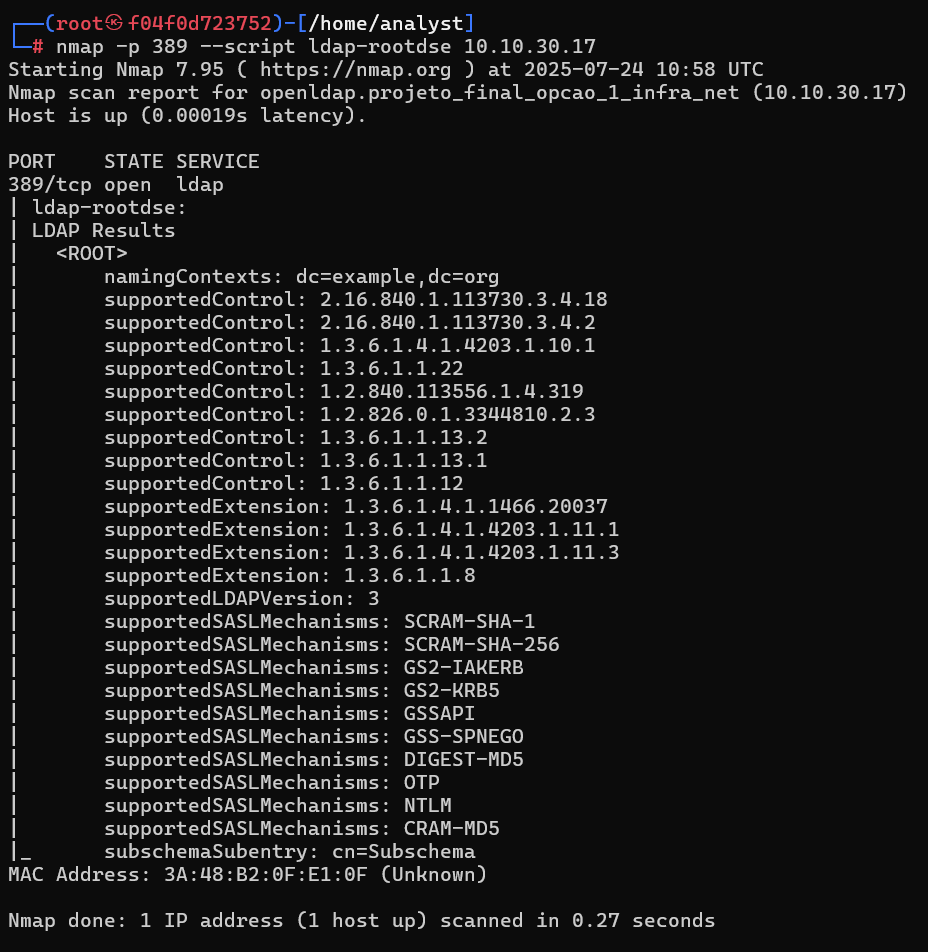 ┌──(root㉿f04f0d723752)-[/home/analyst]
└─# nmap -p 389 --script ldap-rootdse 10.10.30.17
Starting Nmap 7.95 ( https://nmap.org ) at 2025-07-24 10:58 UTC
Nmap scan report for openldap.projeto_final_opcao_1_infra_net (10.10.30.17)
Host is up (0.00019s latency).

PORT    STATE SERVICE
389/tcp open  ldap
| ldap-rootdse:
| LDAP Results
|   <ROOT>
|       namingContexts: dc=example,dc=org
|       supportedControl: 2.16.840.1.113730.3.4.18
|       supportedControl: 2.16.840.1.113730.3.4.2
|       supportedControl: 1.3.6.1.4.1.4203.1.10.1
|       supportedControl: 1.3.6.1.1.22
|       supportedControl: 1.2.840.113556.1.4.319
|       supportedControl: 1.2.826.0.1.3344810.2.3
|       supportedControl: 1.3.6.1.1.13.2
|       supportedControl: 1.3.6.1.1.13.1
|       supportedControl: 1.3.6.1.1.12
|       supportedExtension: 1.3.6.1.4.1.1466.20037
|       supportedExtension: 1.3.6.1.4.1.4203.1.11.1
|       supportedExtension: 1.3.6.1.4.1.4203.1.11.3
|       supportedExtension: 1.3.6.1.1.8
|       supportedLDAPVersion: 3
|       supportedSASLMechanisms: SCRAM-SHA-1
|       supportedSASLMechanisms: SCRAM-SHA-256
|       supportedSASLMechanisms: GS2-IAKERB
|       supportedSASLMechanisms: GS2-KRB5
|       supportedSASLMechanisms: GSSAPI
|       supportedSASLMechanisms: GSS-SPNEGO
|       supportedSASLMechanisms: DIGEST-MD5
|       supportedSASLMechanisms: OTP
|       supportedSASLMechanisms: NTLM
|       supportedSASLMechanisms: CRAM-MD5
|_      subschemaSubentry: cn=Subschema
MAC Address: 3A:48:B2:0F:E1:0F (Unknown)

Nmap done: 1 IP address (1 host up) scanned in 0.27 seconds